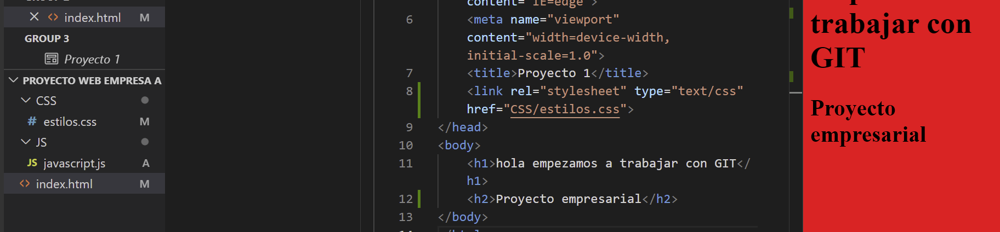 index.html M
GROUP 3
Proyecto 1
PROYECTO WEB EMPRESA A
CSS
# estilos.css M
JS
JS javascript.js A
index.html M
content="IE=edge">
6 <meta name="viewport"
content="width=device-width,
initial-scale=1.0">
7 <title>Proyecto 1</title>
8 <link rel="stylesheet" type="text/css"
href="CSS/estilos.css">
9 </head>
10 <body>
11 <h1>hola empezamos a trabajar con GIT</
h1>
12 <h2>Proyecto empresarial</h2>
13 </body>
trabajar con
GIT
Proyecto
empresarial